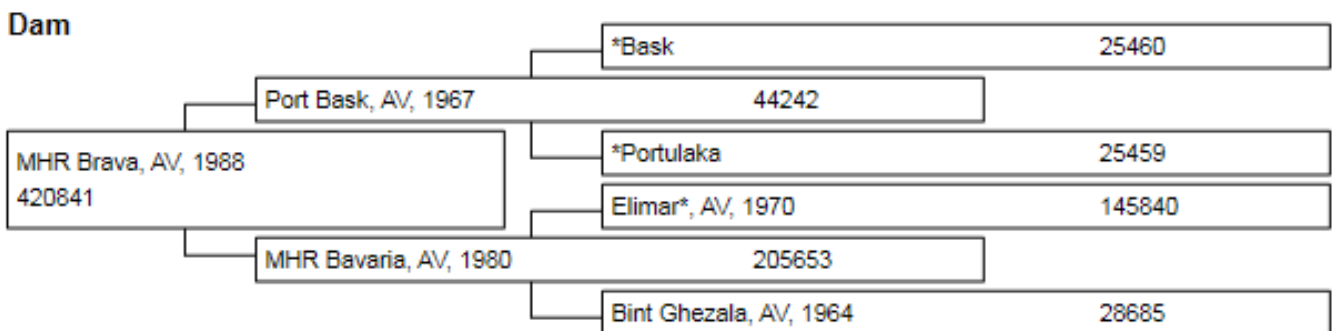 Dam
*Bask 25460
Port Bask, AV, 1967 44242
*Portulaka 25459
MHR Brava, AV, 1988
420841
Elimar*, AV, 1970 145840
MHR Bavaria, AV, 1980 205653
Bint Ghezala, AV, 1964 28685